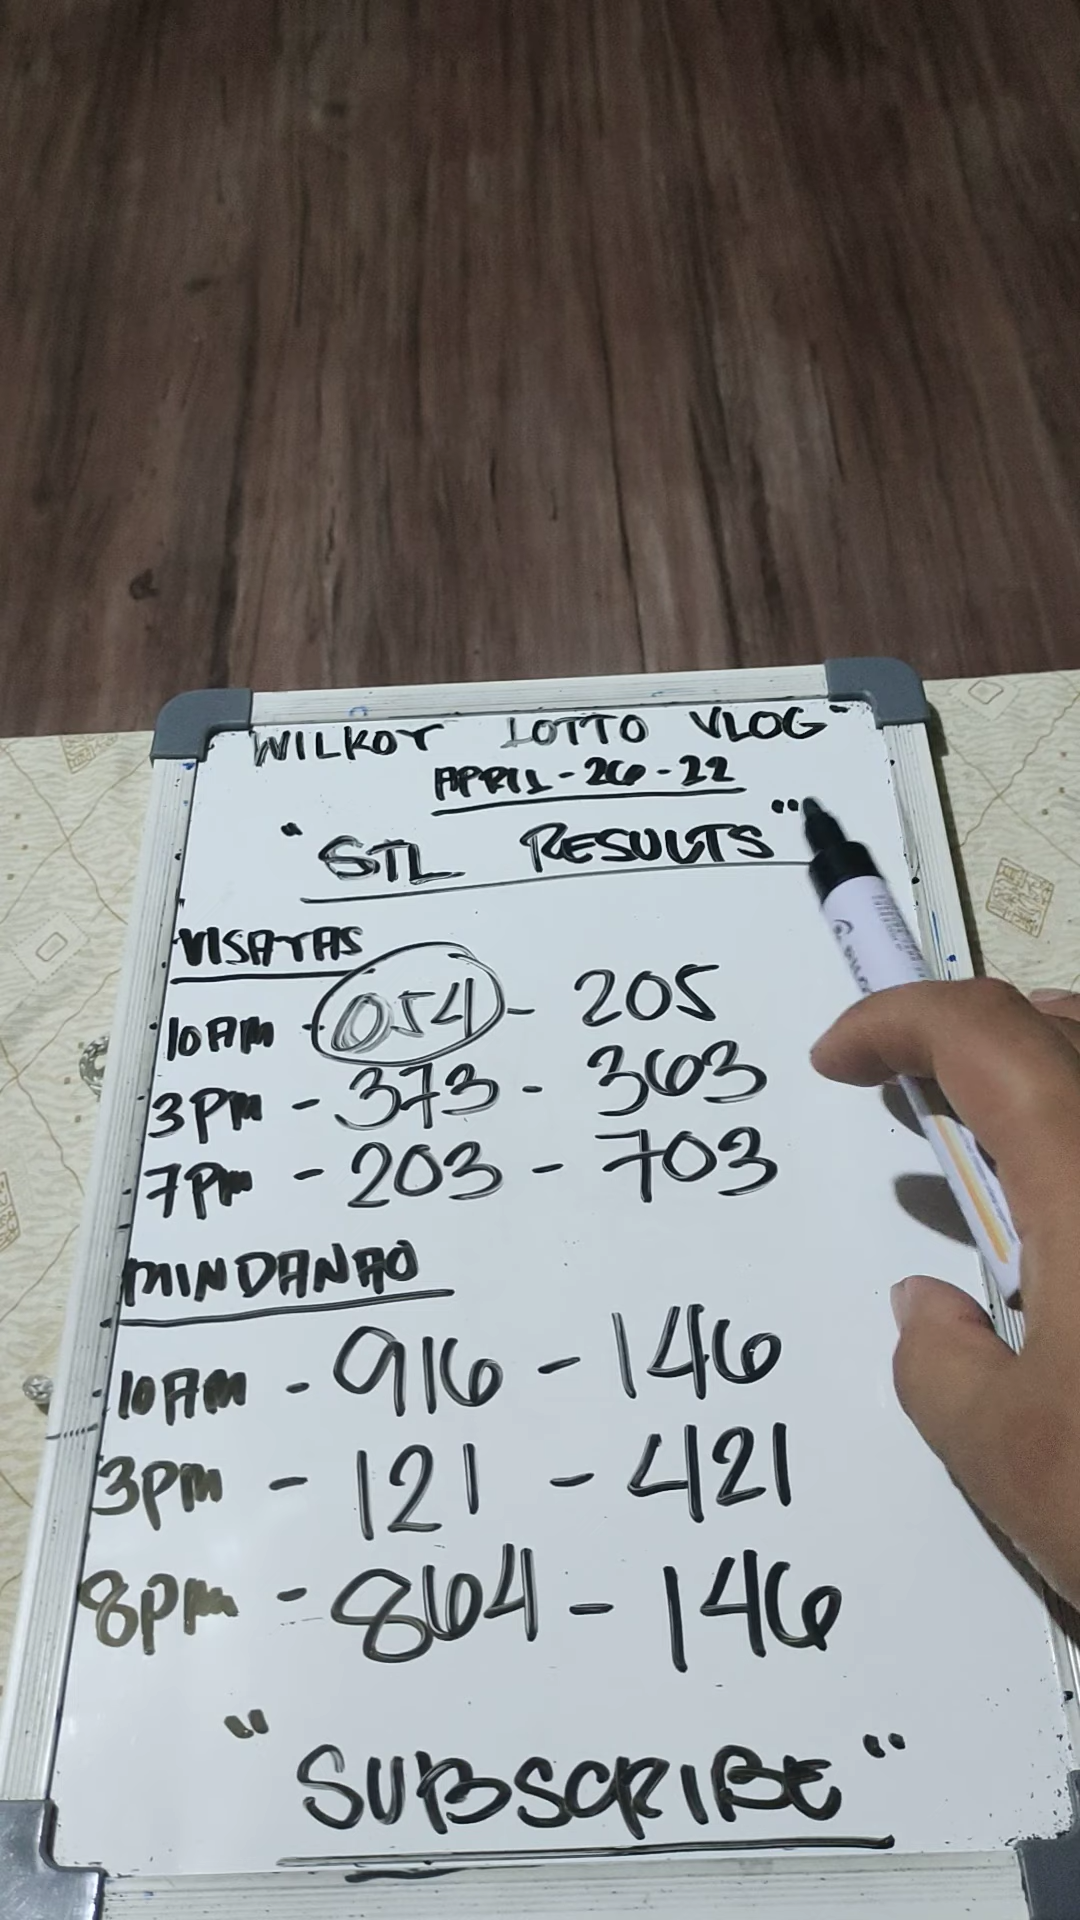 WILKOY LOTTO VLOG"
APRIL-26-22
"STL RESULTS"
VISAYAS
10AM - 054 - 205
3PM - 373 - 363
7PM - 203 - 703
MINDANAO
10AM - 916 - 146
3PM - 121 - 421
8PM - 864 - 146
"SUBSCRIBE"